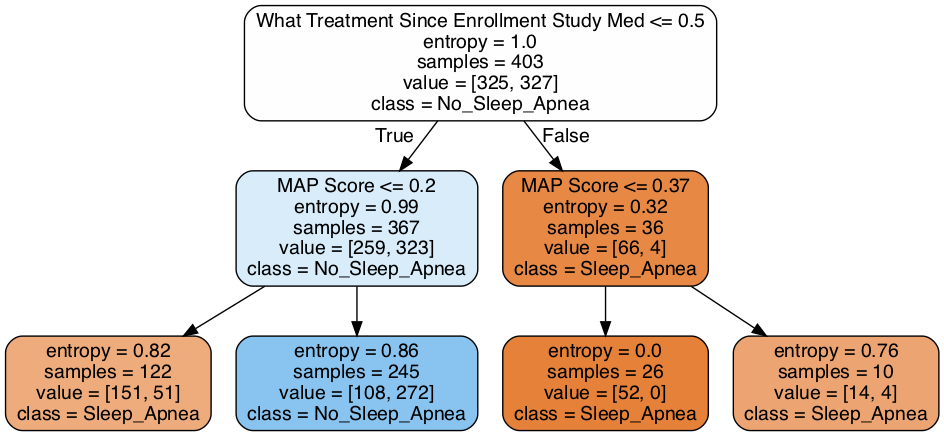 What Treatment Since Enrollment Study Med <= 0.5
entropy = 1.0
samples = 403
value = [325, 327]
class = No_Sleep_Apnea
True
False
MAP Score <= 0.2
entropy = 0.99
samples = 367
value = [259, 323]
class = No_Sleep_Apnea
MAP Score <= 0.37
entropy = 0.32
samples = 36
value = [66, 4]
class = Sleep_Apnea
entropy = 0.82
samples = 122
value = [151, 51]
class = Sleep_Apnea
entropy = 0.86
samples = 245
value = [108, 272]
class = No_Sleep_Apnea
entropy = 0.0
samples = 26
value = [52, 0]
class = Sleep_Apnea
entropy = 0.76
samples = 10
value = [14, 4]
class = Sleep_Apnea